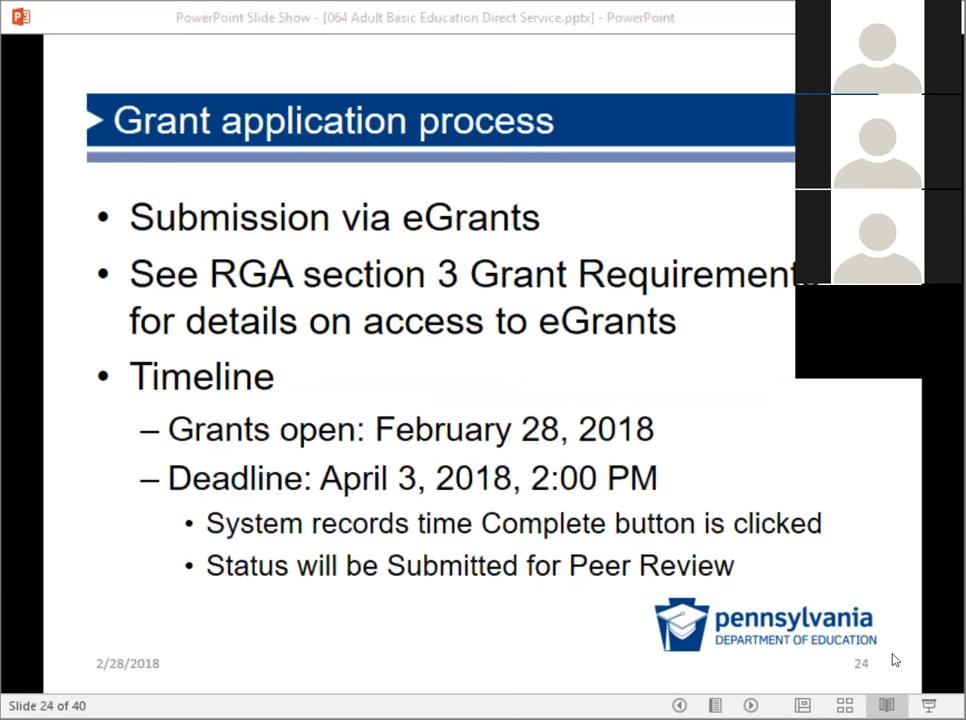 PowerPoint Slide Show - [064 Adult Basic Education Direct Service.pptx] - PowerPoint
Grant application process
• Submission via eGrants
• See RGA section 3 Grant Requirements
for details on access to eGrants
• Timeline
– Grants open: February 28, 2018
– Deadline: April 3, 2018, 2:00 PM
• System records time Complete button is clicked
• Status will be Submitted for Peer Review
pennsylvania
DEPARTMENT OF EDUCATION
2/28/2018
24
Slide 24 of 40